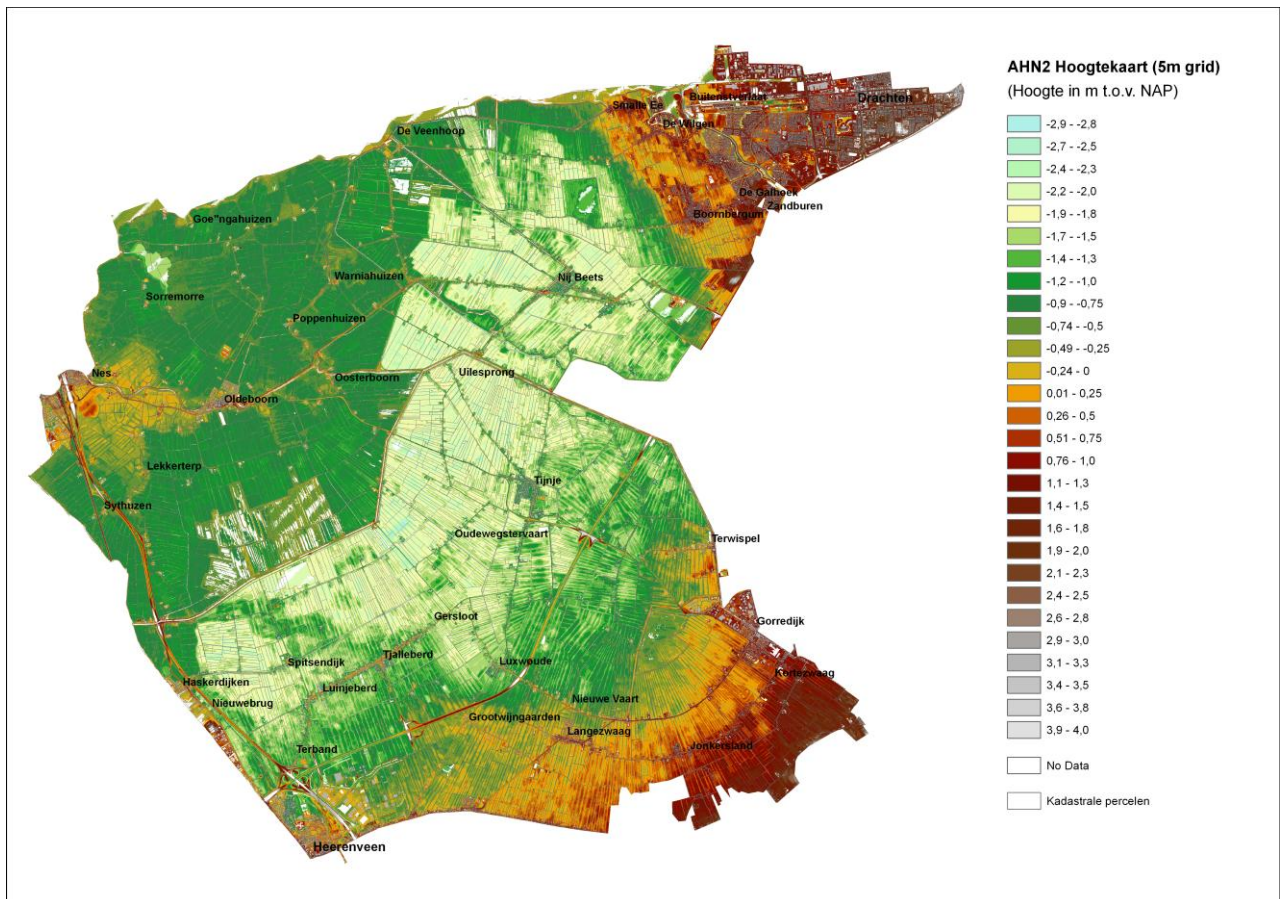 AHN2 Hoogtekaart (5m grid)
(Hoogte in m t.o.v. NAP)
-2,9 - -2,8
-2,7 - -2,5
-2,4 - -2,3
-2,2 - -2,0
-1,9 - -1,8
-1,7 - -1,5
-1,4 - -1,3
-1,2 - -1,0
-0,9 - -0,75
-0,74 - -0,5
-0,49 - -0,25
-0,24 - 0
0,01 - 0,25
0,26 - 0,5
0,51 - 0,75
0,76 - 1,0
1,1 - 1,3
1,4 - 1,5
1,6 - 1,8
1,9 - 2,0
2,1 - 2,3
2,4 - 2,5
2,6 - 2,8
2,9 - 3,0
3,1 - 3,3
3,4 - 3,5
3,6 - 3,8
3,9 - 4,0
No Data
Kadastrale percelen
Buitenstverlaat
Drachten
Smalle Ee
De Wilgen
De Veenhoop
De Galhoek
Zandburen
Boornbergum
Goe"ngahuizen
Warniahuizen
Nij Beets
Sorremorre
Poppenhuizen
Nes
Oosterboorn
Uilesprong
Oldeboorn
Lekkerterp
Tijnje
Sythuzen
Oudewegstervaart
Terwispel
Gersloot
Gorredijk
Tjalleberd
Spitsendijk
Luxwoude
Kortezwaag
Haskerdijken
Luinjeberd
Nieuwebrug
Nieuwe Vaart
Grootwijngaarden
Langezwaag
Terband
Jonkersland
Heerenveen